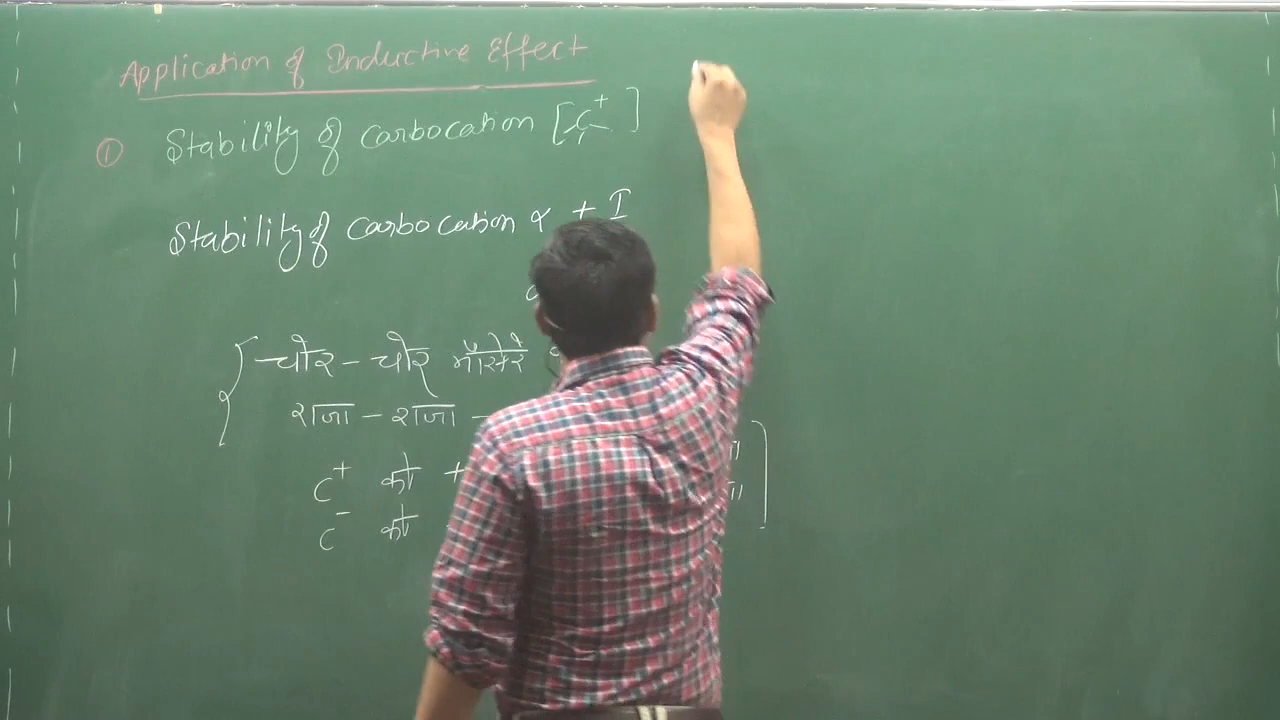 Application of Inductive Effect
① Stability of carbocation [C⁺]
Stability of carbocation ∝ + I
चोर - चोर
राजा - राजा -
C⁺ को +
C⁻ को